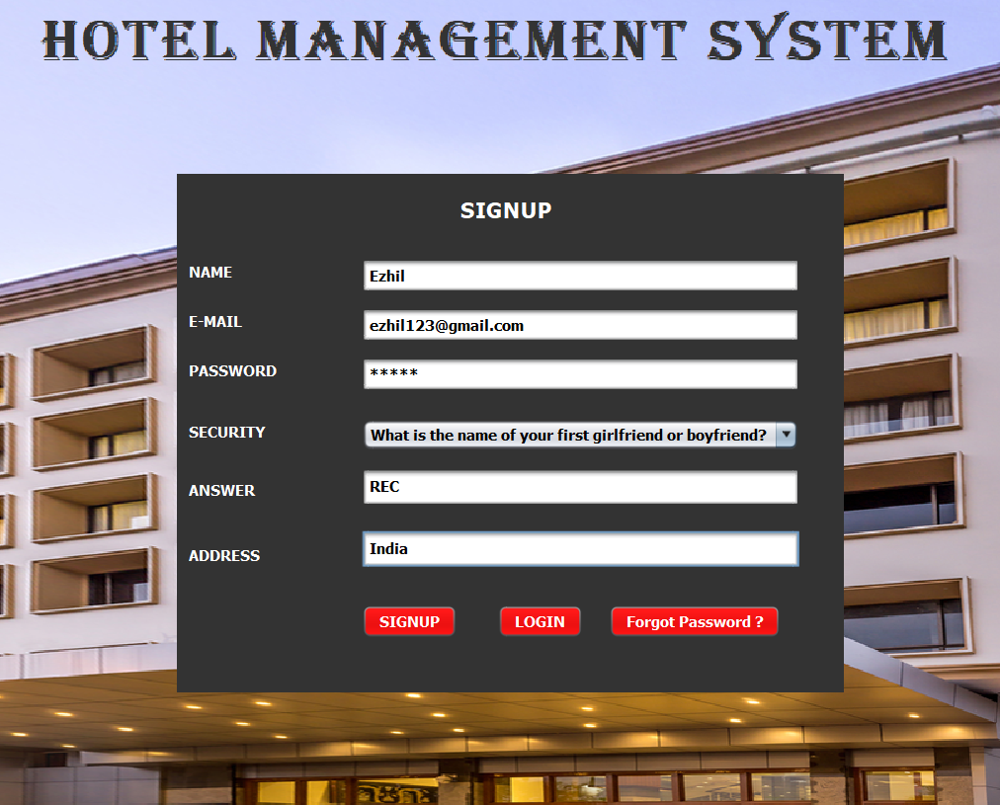 HOTEL MANAGEMENT SYSTEM
SIGNUP
NAME
Ezhil
E-MAIL
ezhil123@gmail.com
PASSWORD
*****
SECURITY
What is the name of your first girlfriend or boyfriend?
ANSWER
REC
ADDRESS
India
SIGNUP LOGIN Forgot Password ?